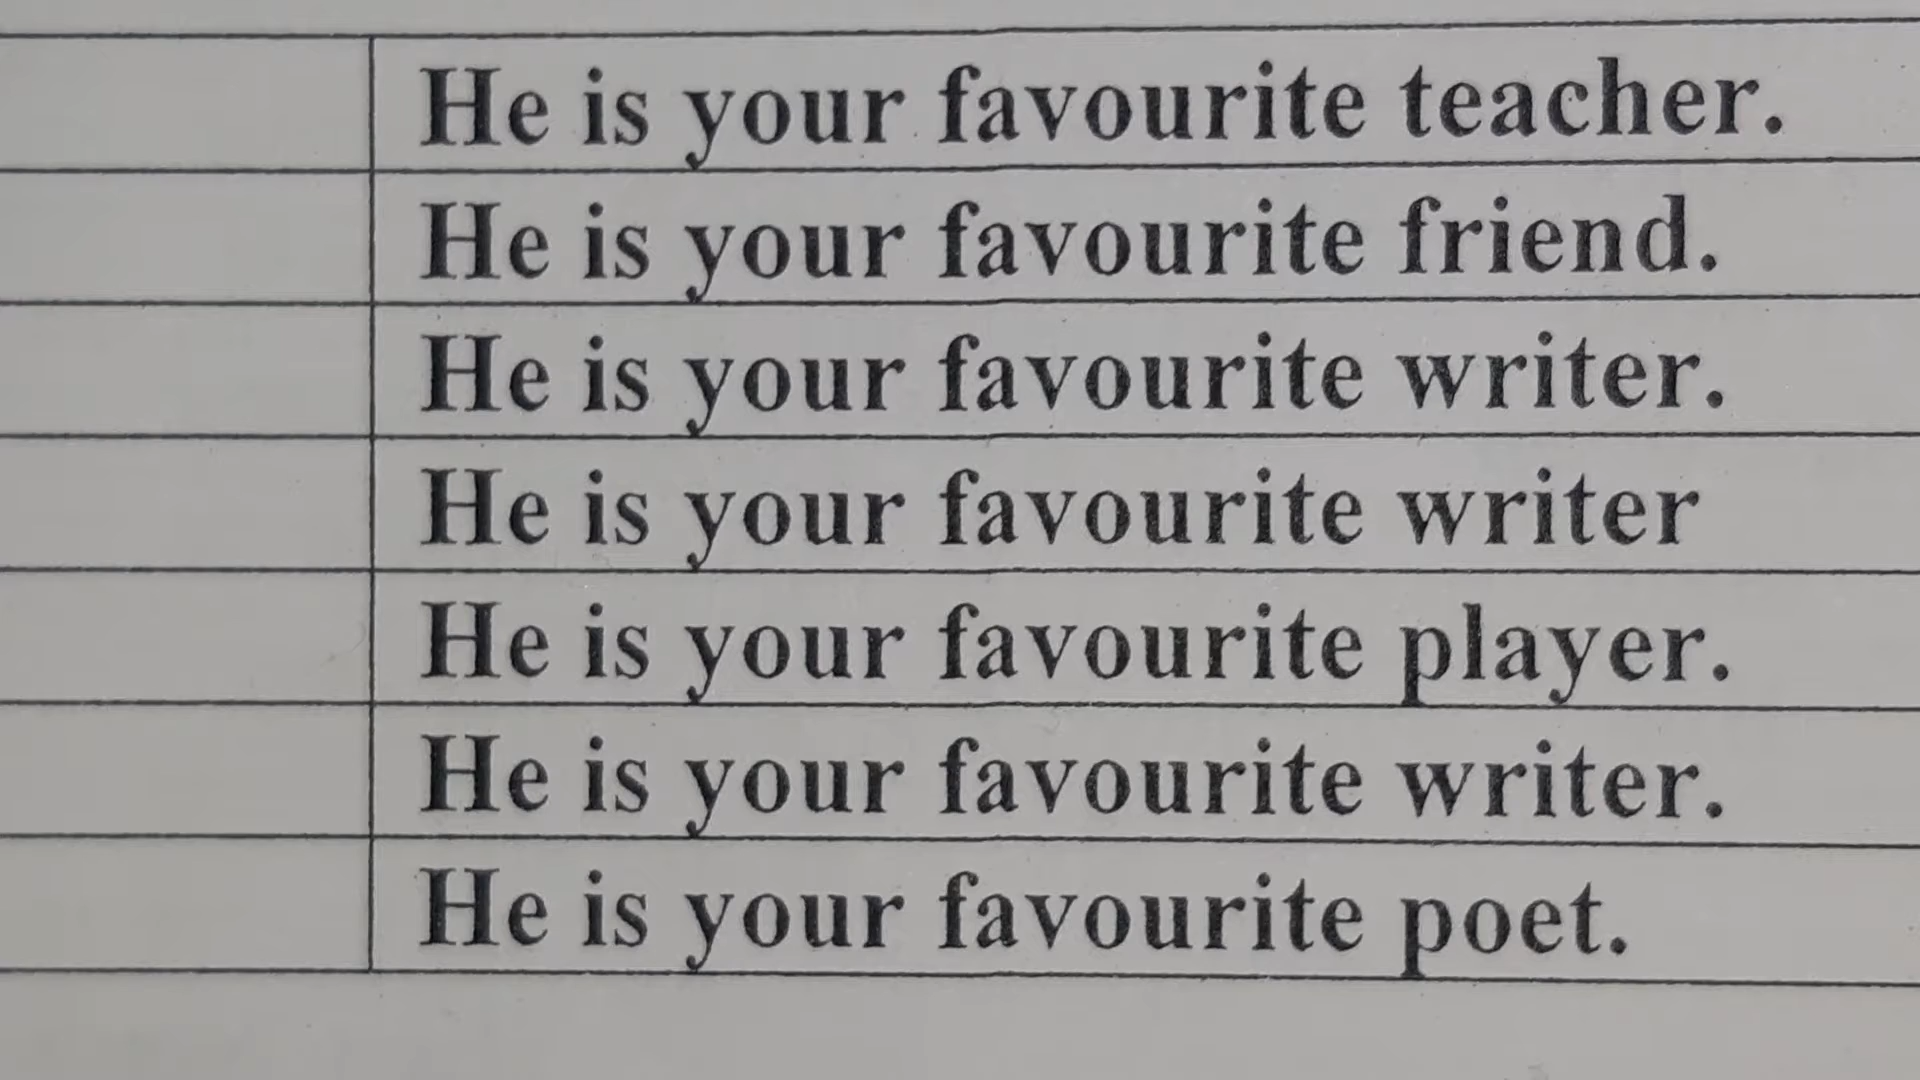 He is your favourite teacher.
He is your favourite friend.
He is your favourite writer.
He is your favourite writer
He is your favourite player.
He is your favourite writer.
He is your favourite poet.